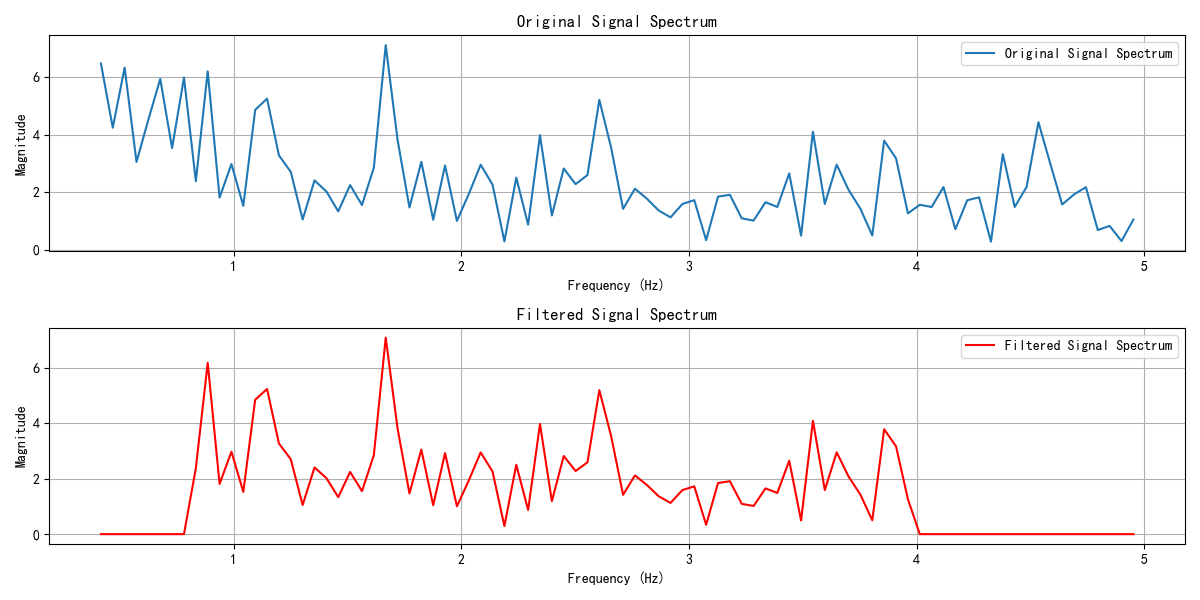 Original Signal Spectrum
Original Signal Spectrum
Magnitude
6
4
2
0
1 2 3 4 5
Frequency (Hz)
Filtered Signal Spectrum
Filtered Signal Spectrum
Magnitude
6
4
2
0
1 2 3 4 5
Frequency (Hz)